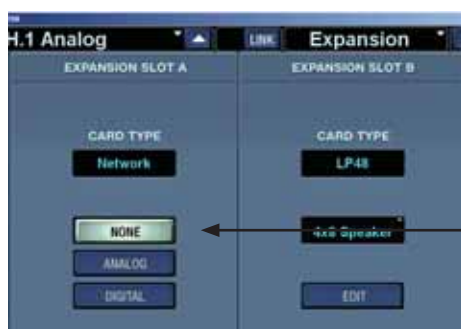 H.1 Analog
LINK Expansion
EXPANSION SLOT A
EXPANSION SLOT B
CARD TYPE
CARD TYPE
Network
LP48
NONE
4x8 Speaker
ANALOG
DIGITAL
EDIT